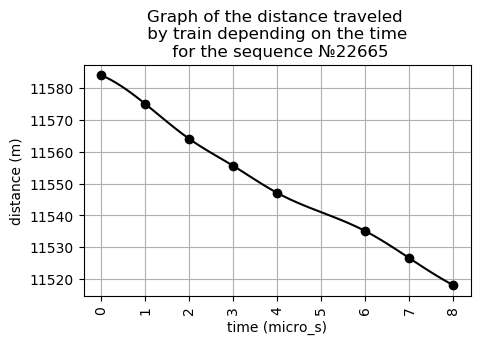 Graph of the distance traveled
by train depending on the time
for the sequence №22665
distance (m)
11580
11570
11560
11550
11540
11530
11520
0 1 2 3 4 5 6 7 8
time (micro_s)